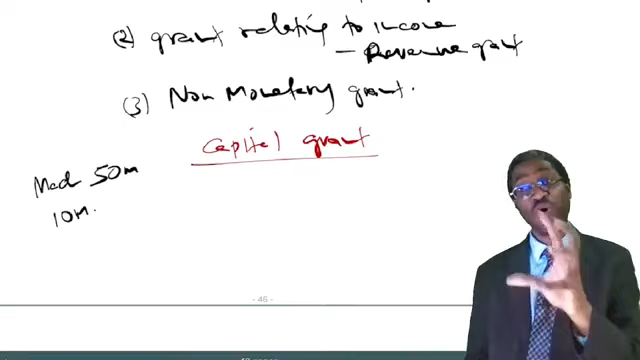 (2) grant relating to income
- Revenue grant
(3) Non Monetary grant.
Capital grant
Mach 50m
10m.
- 46 -